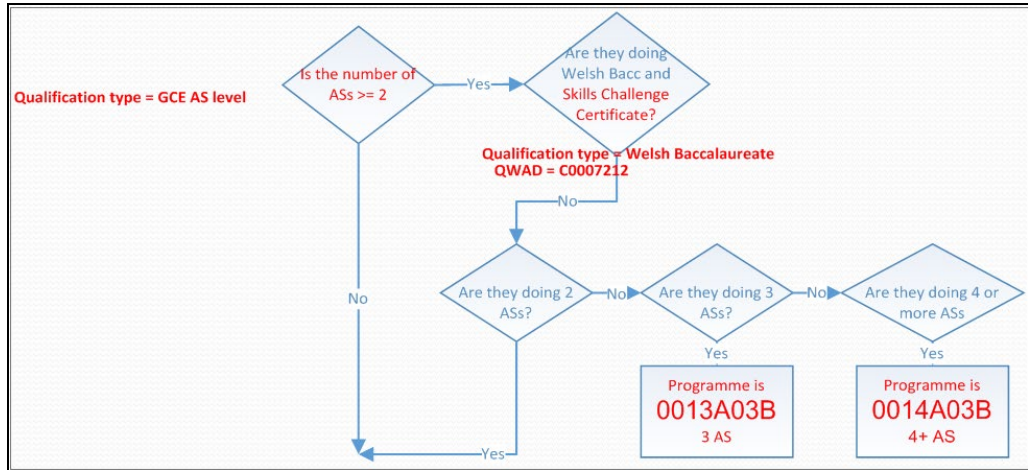 Qualification type = GCE AS level
Is the number of
ASs >= 2
Yes
Are they doing
Welsh Bacc and
Skills Challenge
Certificate?
Qualification type = Welsh Baccalaureate
QWAD = C0007212
No
No
Are they doing 2
ASs?
No
Are they doing 3
ASs?
No
Are they doing 4 or
more ASs
Yes
Yes
Programme is
0013A03B
3 AS
Programme is
0014A03B
4+ AS
Yes